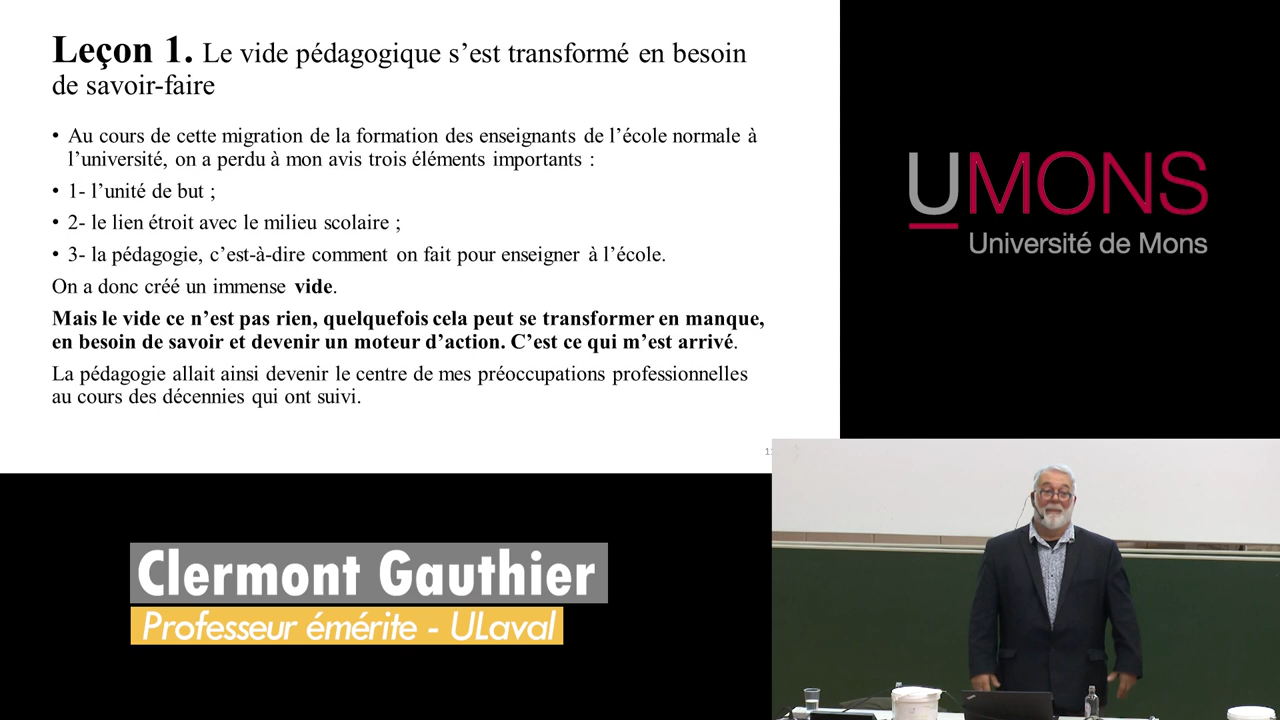 Leçon 1. Le vide pédagogique s’est transformé en besoin
de savoir-faire
• Au cours de cette migration de la formation des enseignants de l’école normale à
l’université, on a perdu à mon avis trois éléments importants :
• 1- l’unité de but ;
• 2- le lien étroit avec le milieu scolaire ;
• 3- la pédagogie, c’est-à-dire comment on fait pour enseigner à l’école.
On a donc créé un immense vide.
Mais le vide ce n’est pas rien, quelquefois cela peut se transformer en manque,
en besoin de savoir et devenir un moteur d’action. C’est ce qui m’est arrivé.
La pédagogie allait ainsi devenir le centre de mes préoccupations professionnelles
au cours des décennies qui ont suivi.
UMONS
Université de Mons
Clermont Gauthier
Professeur émérite - ULaval